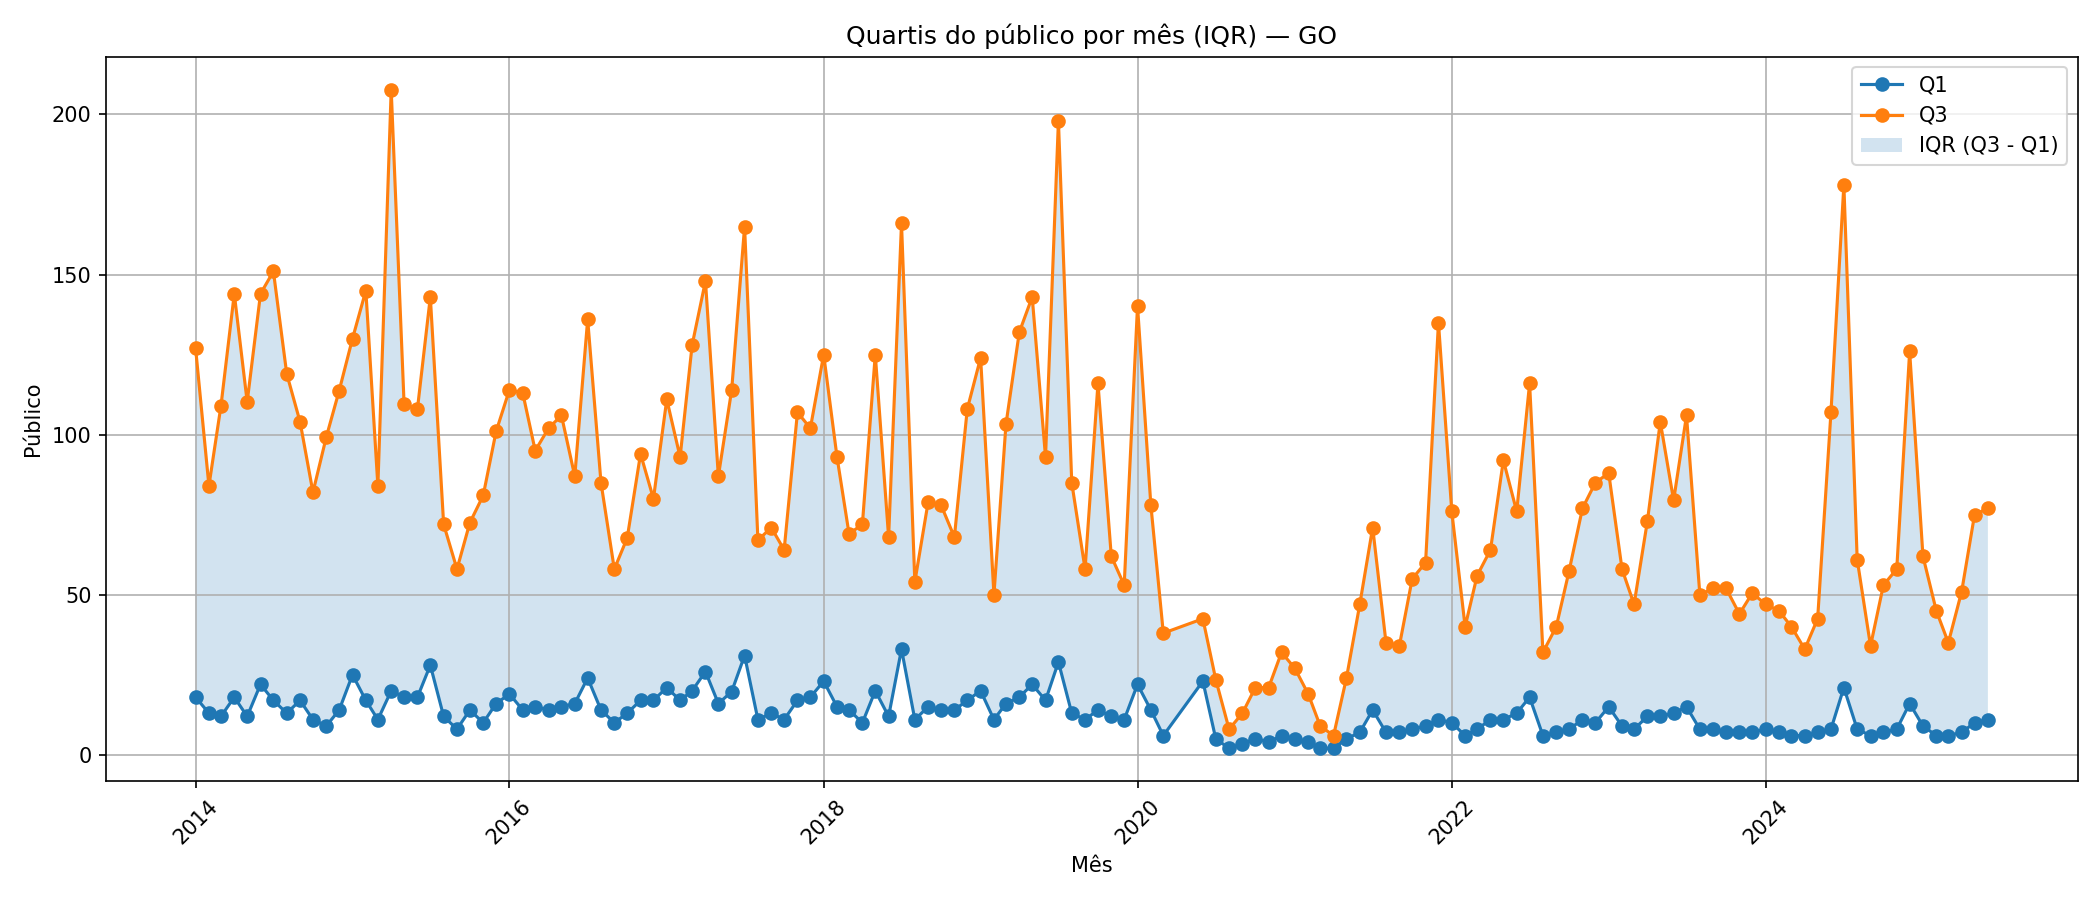 Quartis do público por mês (IQR) — GO
Q1
Q3
IQR (Q3 - Q1)
Público
200
150
100
50
0
2014
2016
2018
2020
2022
2024
Mês